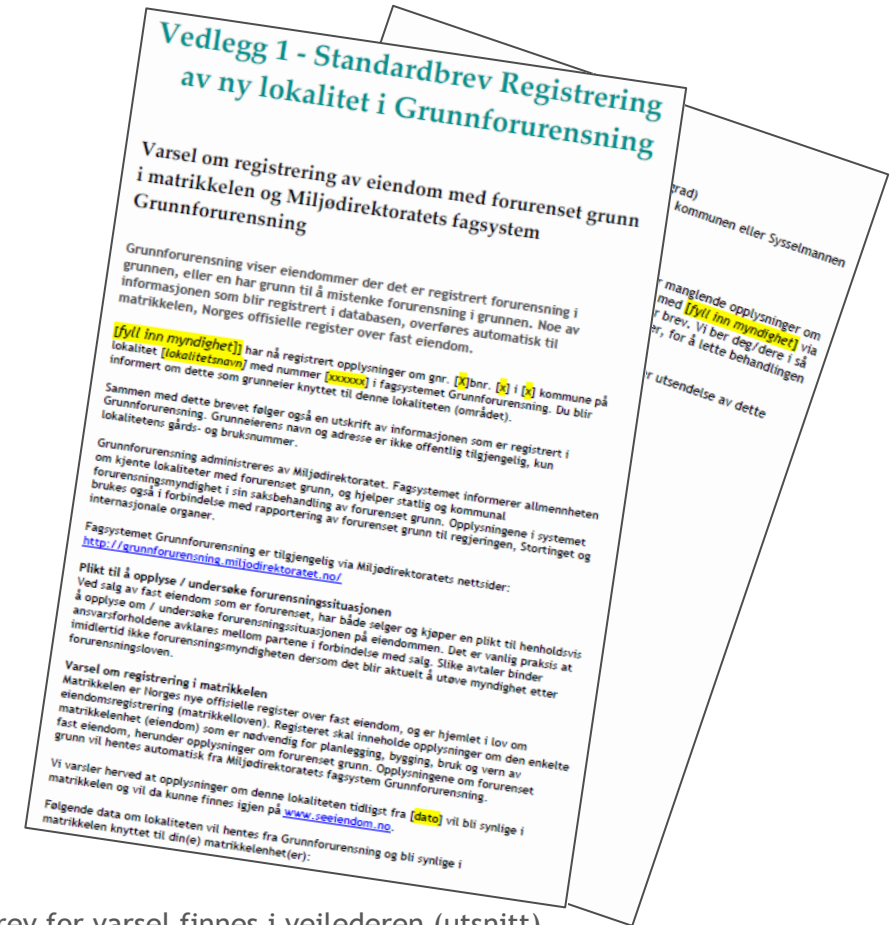 Vedlegg 1 - Standardbrev Registrering
av ny lokalitet i Grunnforurensning
Varsel om registrering av eiendom med forurenset grunn
i matrikkelen og Miljødirektoratets fagsystem
Grunnforurensning
Grunnforurensning viser eiendommer der det er registrert forurensning i
grunnen, eller en har grunn til å mistenke forurensning i grunnen. Noe av
informasjonen som blir registrert i databasen, overføres automatisk til
matrikkelen, Norges offisielle register over fast eiendom.
[fyll inn myndighet]] har nå registrert opplysninger om gnr. [X]bnr. [x] i [x] kommune på
lokalitet [lokalitetsnavn] med nummer [xxxxxx] i fagsystemet Grunnforurensning. Du blir
informert om dette som grunneier knyttet til denne lokaliteten (området).
Sammen med dette brevet følger også en utskrift av informasjonen som er registrert i
Grunnforurensning. Grunneierens navn og adresse er ikke offentlig tilgjengelig, kun
lokalitetens gårds- og bruksnummer.
Grunnforurensning administreres av Miljødirektoratet. Fagsystemet informerer allmennheten
om kjente lokaliteter med forurenset grunn, og hjelper statlig og kommunal
forurensningsmyndighet i sin saksbehandling av forurenset grunn. Opplysningene i systemet
brukes også i forbindelse med rapportering av forurenset grunn til regjeringen, Stortinget og
internasjonale organer.
Fagsystemet Grunnforurensning er tilgjengelig via Miljødirektoratets nettsider:
http://grunnforurensning.miljodirektoratet.no/
Plikt til å opplyse / undersøke forurensningssituasjonen
Ved salg av fast eiendom som er forurenset, har både selger og kjøper en plikt til henholdsvis
å opplyse om / undersøke forurensningssituasjonen på eiendommen. Det er vanlig praksis at
ansvarsforholdene avklares mellom partene i forbindelse med salg. Slike avtaler binder
imidlertid ikke forurensningsmyndigheten dersom det blir aktuelt å utøve myndighet etter
forurensningsloven.
Varsel om registrering i matrikkelen
Matrikkelen er Norges nye offisielle register over fast eiendom, og er hjemlet i lov om
eiendomsregistrering (matrikkelloven). Registeret skal inneholde opplysninger om den enkelte
matrikkelenhet (eiendom) som er nødvendig for planlegging, bygging, bruk og vern av
fast eiendom, herunder opplysninger om forurenset grunn. Opplysningene om forurenset
grunn vil hentes automatisk fra Miljødirektoratets fagsystem Grunnforurensning.
Vi varsler herved at opplysninger om denne lokaliteten tidligst fra [dato] vil bli synlige i
matrikkelen og vil da kunne finnes igjen på www.seeiendom.no.
Følgende data om lokaliteten vil hentes fra Grunnforurensning og bli synlige i
matrikkelen knyttet til din(e) matrikkelenhet(er):
grad)
kommunen eller Sysselmannen
manglende opplysninger om
med [fyll inn myndighet] via
brev. Vi ber deg/dere i så
er, for å lette behandlingen
r utsendelse av dette
rev for varsel finnes i veilederen (utsnitt)